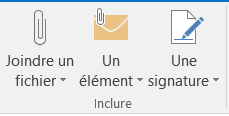 Joindre un fichier
Un élément
Une signature
Inclure